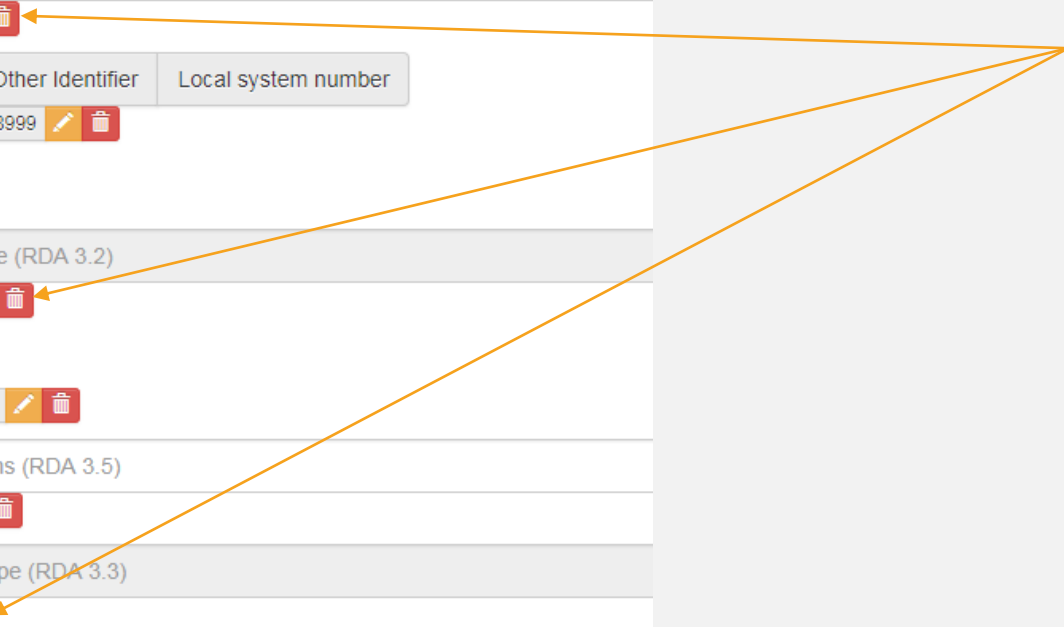 Other Identifier Local system number
3999
e (RDA 3.2)
ns (RDA 3.5)
pe (RDA 3.3)